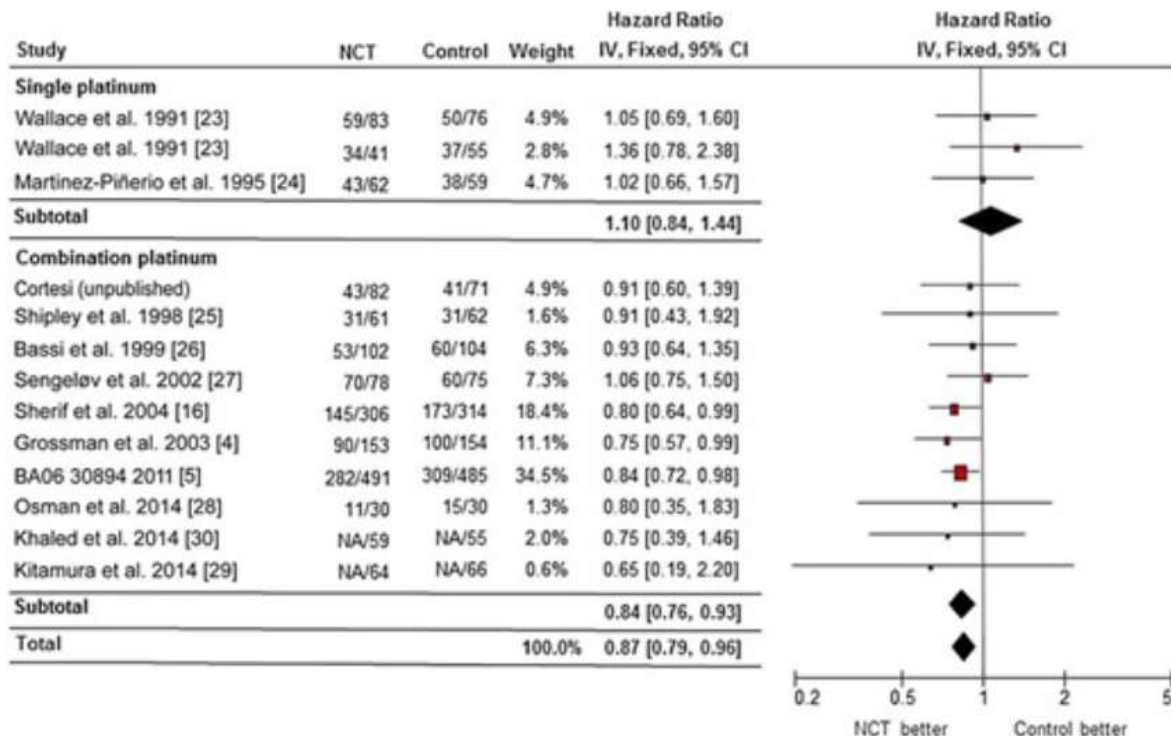 Hazard Ratio Hazard Ratio
Study NCT Control Weight IV, Fixed, 95% CI IV, Fixed, 95% CI
Single platinum
Wallace et al. 1991 [23] 59/83 50/76 4.9% 1.05 [0.69, 1.60]
Wallace et al. 1991 [23] 34/41 37/55 2.8% 1.36 [0.78, 2.38]
Martinez-Piñerio et al. 1995 [24] 43/62 38/59 4.7% 1.02 [0.66, 1.57]
Subtotal 1.10 [0.84, 1.44]
Combination platinum
Cortesi (unpublished) 43/82 41/71 4.9% 0.91 [0.60, 1.39]
Shipley et al. 1998 [25] 31/61 31/62 1.6% 0.91 [0.43, 1.92]
Bassi et al. 1999 [26] 53/102 60/104 6.3% 0.93 [0.64, 1.35]
Sengeløv et al. 2002 [27] 70/78 60/75 7.3% 1.06 [0.75, 1.50]
Sherif et al. 2004 [16] 145/306 173/314 18.4% 0.80 [0.64, 0.99]
Grossman et al. 2003 [4] 90/153 100/154 11.1% 0.75 [0.57, 0.99]
BA06 30894 2011 [5] 282/491 309/485 34.5% 0.84 [0.72, 0.98]
Osman et al. 2014 [28] 11/30 15/30 1.3% 0.80 [0.35, 1.83]
Khaled et al. 2014 [30] NA/59 NA/55 2.0% 0.75 [0.39, 1.46]
Kitamura et al. 2014 [29] NA/64 NA/66 0.6% 0.65 [0.19, 2.20]
Subtotal 0.84 [0.76, 0.93]
Total 100.0% 0.87 [0.79, 0.96]
0.2 0.5 1 2 5
NCT better Control better